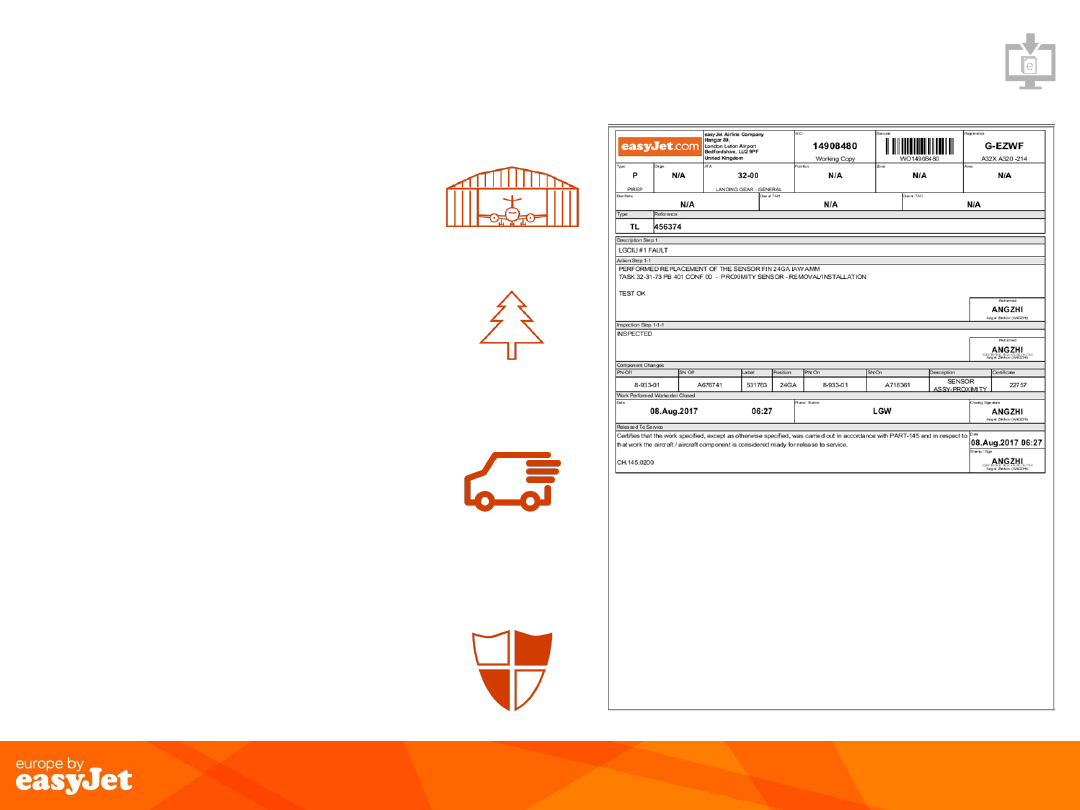 e
easyJet.com
easyJet Airline Company
Hangar 89,
London Luton Airport
Bedfordshire, LU2 9PF
United Kingdom
W/O
14908480
Working Copy
Barcode
WO14908480
Registration
G-EZWF
A32X A320 -214
Type
P
PIREP
Origin
N/A
ATA
32-00
LANDING GEAR - GENERAL
Position
N/A
Zone
N/A
Area
N/A
Due Date
N/A
Due at TAH
N/A
Due at TAC
N/A
Type
Reference
TL
456374
Description Step 1
LGCIU #1 FAULT
Action Step 1-1
PERFORMED REPLACEMENT OF THE SENSOR FIN 24GA IAW AMM
TASK 32-31-73 PB 401 CONF 00 - PROXIMITY SENSOR - REMOVAL/INSTALLATION
TEST OK
Performed
ANGZHI
(ANGZHI)
Inspection Step 1-1-1
INSPECTED
Performed
ANGZHI
(ANGZHI)
Component Changes
PN Off
SN Off
Label
Position
PN On
SN On
Description
Certificate
8-933-01
A676741
531763
24GA
8-933-01
A718361
SENSOR
ASSY-PROXIMITY
22757
Work Performed Workorder Closed
Date
08.Aug.2017
06:27
Place / Station
LGW
Closing Signature
ANGZHI
(ANGZHI)
Released To Service
Certifies that the work specified, except as otherwise specified, was carried out in accordance with PART-145 and in respect to
that work the aircraft / aircraft component is considered ready for release to service.
CH.145.0200
Date
08.Aug.2017 06:27
Stamp / Sign
ANGZHI
(ANGZHI)
europe by
easyJet